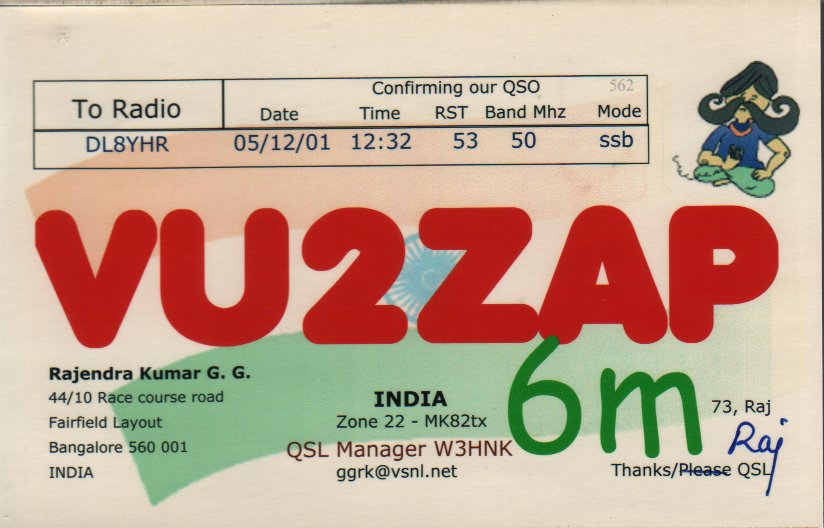 Confirming our QSO 562
To Radio Date Time RST Band Mhz Mode
DL8YHR 05/12/01 12:32 53 50 ssb
VU2ZAP
6m
Rajendra Kumar G. G.
44/10 Race course road
Fairfield Layout
Bangalore 560 001
INDIA
INDIA
Zone 22 - MK82tx
QSL Manager W3HNK
ggrk@vsnl.net
73, Raj
Raj
Thanks/Please QSL